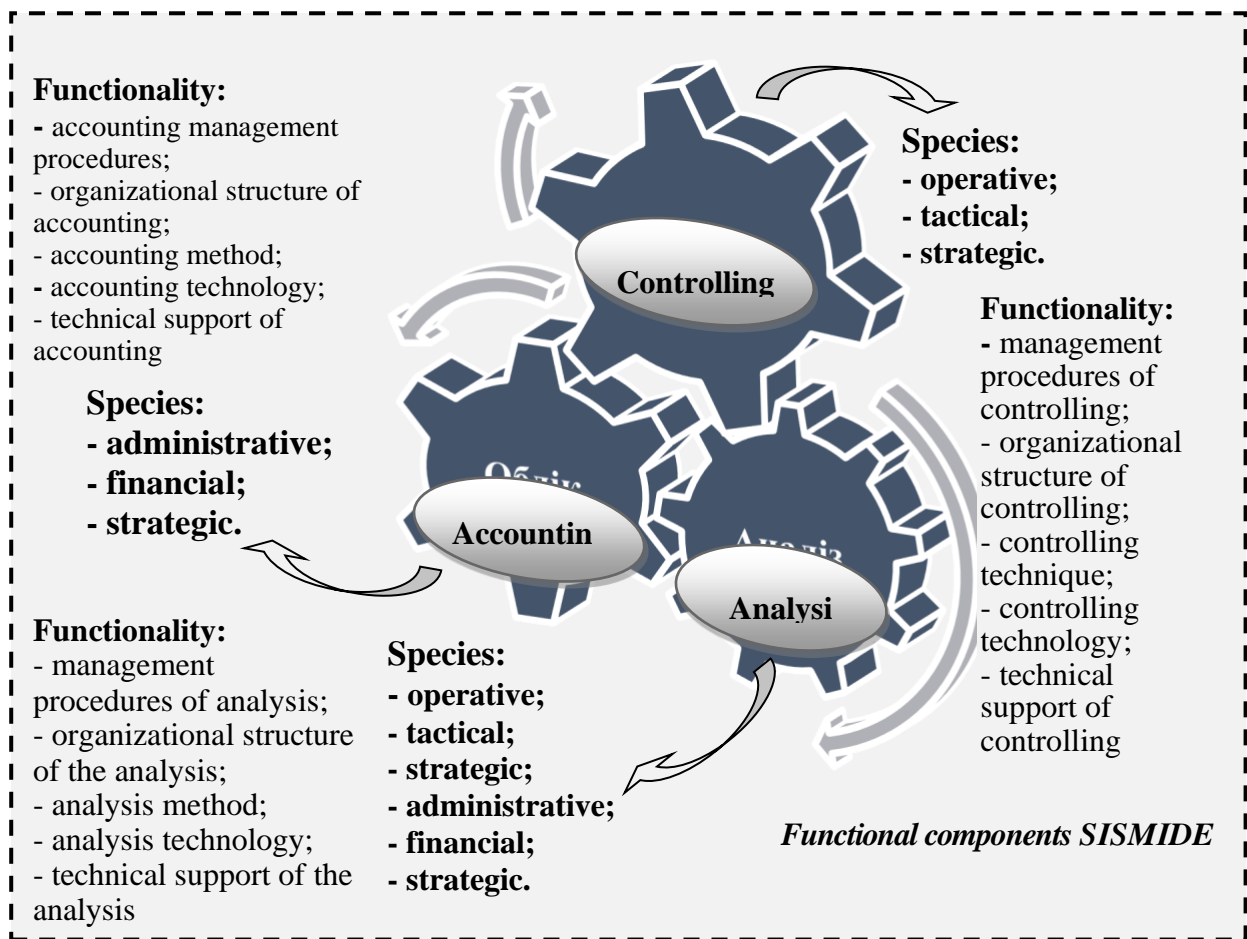 Functionality:
- accounting management
procedures;
- organizational structure of
accounting;
- accounting method;
- accounting technology;
- technical support of
accounting
Species:
- administrative;
- financial;
- strategic.
Controlling
Species:
- operative;
- tactical;
- strategic.
Functionality:
- management
procedures of
controlling;
- organizational
structure of
controlling;
- controlling
technique;
- controlling
technology;
- technical
support of
controlling
Облік
Accountin
Аналіз
Analysi
Functionality:
- management
procedures of analysis;
- organizational structure
of the analysis;
- analysis method;
- analysis technology;
- technical support of the
analysis
Species:
- operative;
- tactical;
- strategic;
- administrative;
- financial;
- strategic.
Functional components SISMIDE